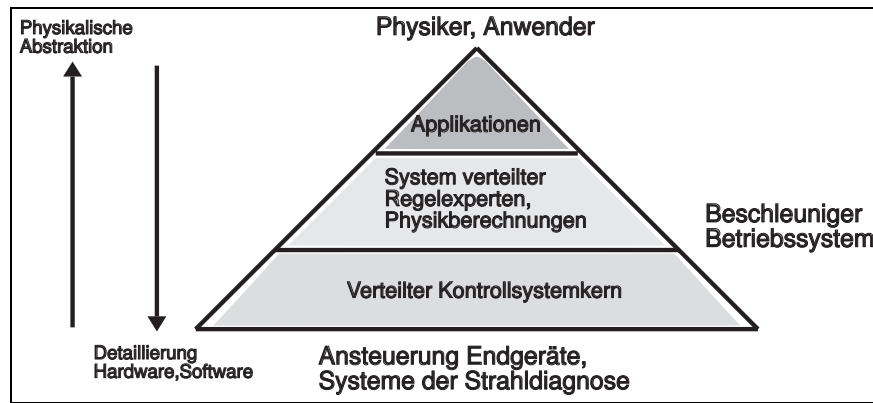 Physikalische
Abstraktion
Physiker, Anwender
Applikationen
System verteilter
Regelexperten,
Physikberechnungen
Beschleuniger
Betriebssystem
Verteilter Kontrollsystemkern
Detaillierung
Hardware,Software
Ansteuerung Endgeräte,
Systeme der Strahldiagnose